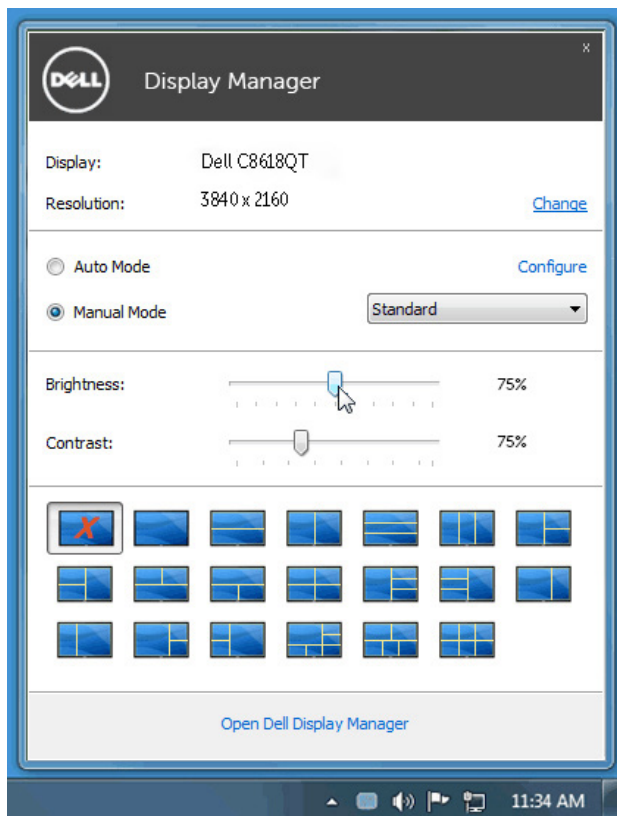 DELL
Display Manager
x
Display: Dell C8618QT
Resolution: 3840 x 2160 Change
Auto Mode Configure
Manual Mode Standard
Brightness: 75%
Contrast: 75%
X
Open Dell Display Manager
11:34 AM